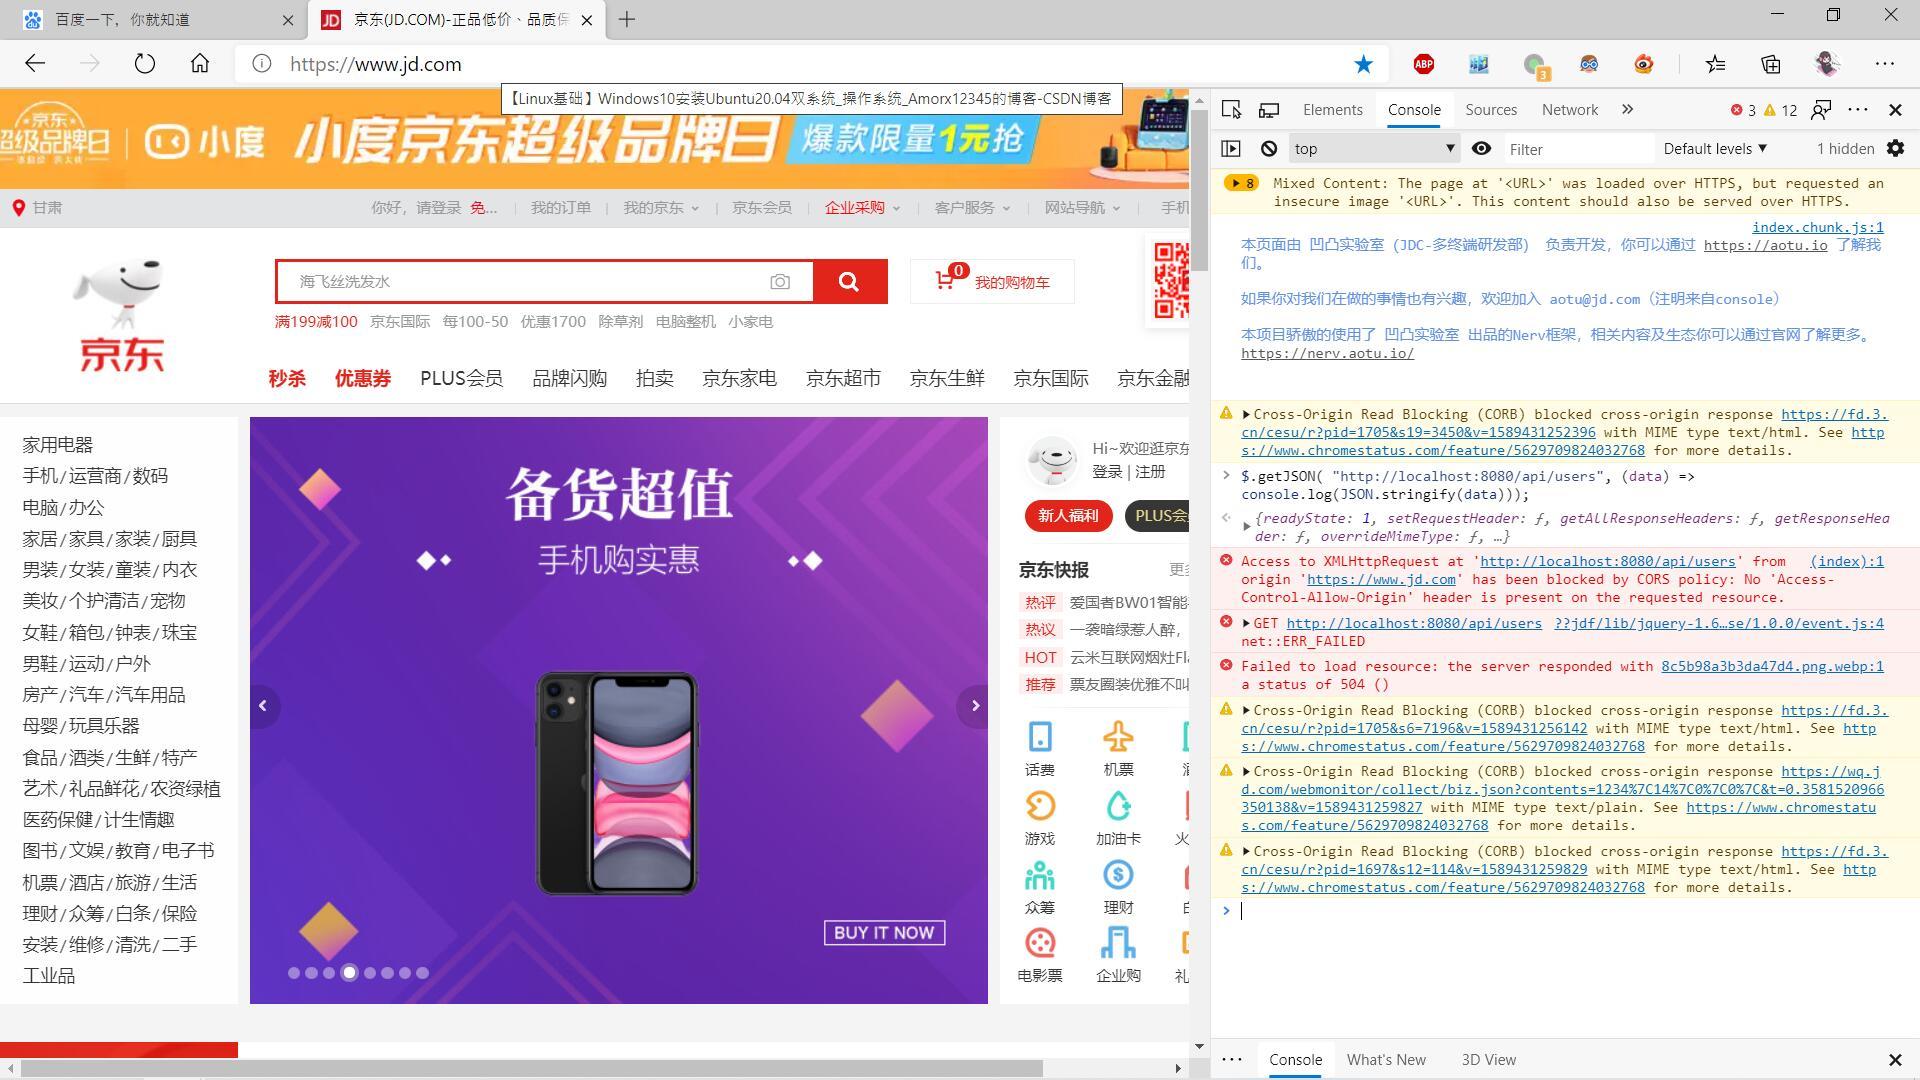 百度一下，你就知道
京东(JD.COM)-正品低价、品质保
https://www.jd.com
ABP
3
【Linux基础】Windows10安装Ubuntu20.04双系统_操作系统_Amorx12345的博客-CSDN博客
京东
超级品牌日
小度
小度京东超级品牌日
爆款限量1元抢
甘肃
你好，请登录 免...
我的订单
我的京东
京东会员
企业采购
客户服务
网站导航
手机
京东
海飞丝洗发水
0
我的购物车
满199减100 京东国际 每100-50 优惠1700 除草剂 电脑整机 小家电
秒杀 优惠券 PLUS会员 品牌闪购 拍卖 京东家电 京东超市 京东生鲜 京东国际 京东金融
家用电器
手机/运营商/数码
电脑/办公
家居/家具/家装/厨具
男装/女装/童装/内衣
美妆/个护清洁/宠物
女鞋/箱包/钟表/珠宝
男鞋/运动/户外
房产/汽车/汽车用品
母婴/玩具乐器
食品/酒类/生鲜/特产
艺术/礼品鲜花/农资绿植
医药保健/计生情趣
图书/文娱/教育/电子书
机票/酒店/旅游/生活
理财/众筹/白条/保险
安装/维修/清洗/二手
工业品
备货超值
手机购实惠
BUY IT NOW
Hi~欢迎逛京东
登录 | 注册
新人福利
PLUS会
京东快报
更多
热评 爱国者BW01智能
热议 一袭暗绿惹人醉，
HOT 云米互联网烟灶Fl
推荐 票友圈装优雅不叫
话费 机票
游戏 加油卡 火
众筹 理财 白
电影票 企业购 礼
Elements Console Sources Network » 3 12
top Filter Default levels 1 hidden
8 Mixed Content: The page at '<URL>' was loaded over HTTPS, but requested an
insecure image '<URL>'. This content should also be served over HTTPS.
index.chunk.js:1
本页面由 凹凸实验室（JDC-多终端研发部） 负责开发，你可以通过 https://aotu.io 了解我
们。
如果你对我们在做的事情也有兴趣，欢迎加入 aotu@jd.com（注明来自console）
本项目骄傲的使用了 凹凸实验室 出品的Nerv框架，相关内容及生态你可以通过官网了解更多。
https://nerv.aotu.io/
Cross-Origin Read Blocking (CORB) blocked cross-origin response https://fd.3.
cn/cesu/r?pid=1705&s19=3450&v=1589431252396 with MIME type text/html. See http
s://www.chromestatus.com/feature/5629709824032768 for more details.
$.getJSON( "http://localhost:8080/api/users", (data) =>
console.log(JSON.stringify(data)));
{readyState: 1, setRequestHeader: ƒ, getAllResponseHeaders: ƒ, getResponseHea
der: ƒ, overrideMimeType: ƒ, …}
Access to XMLHttpRequest at 'http://localhost:8080/api/users' from (index):1
origin 'https://www.jd.com' has been blocked by CORS policy: No 'Access-
Control-Allow-Origin' header is present on the requested resource.
GET http://localhost:8080/api/users ??jdf/lib/jquery-1.6…se/1.0.0/event.js:4
net::ERR_FAILED
Failed to load resource: the server responded with 8c5b98a3b3da47d4.png.webp:1
a status of 504 ()
Cross-Origin Read Blocking (CORB) blocked cross-origin response https://fd.3.
cn/cesu/r?pid=1705&s6=7196&v=1589431256142 with MIME type text/html. See http
s://www.chromestatus.com/feature/5629709824032768 for more details.
Cross-Origin Read Blocking (CORB) blocked cross-origin response https://wq.j
d.com/webmonitor/collect/biz.json?contents=1234%7C14%7C0%7C0%7C&t=0.3581520966
350138&v=1589431259827 with MIME type text/plain. See https://www.chromestatu
s.com/feature/5629709824032768 for more details.
Cross-Origin Read Blocking (CORB) blocked cross-origin response https://fd.3.
cn/cesu/r?pid=1697&s12=114&v=1589431259829 with MIME type text/html. See http
s://www.chromestatus.com/feature/5629709824032768 for more details.
Console What's New 3D View